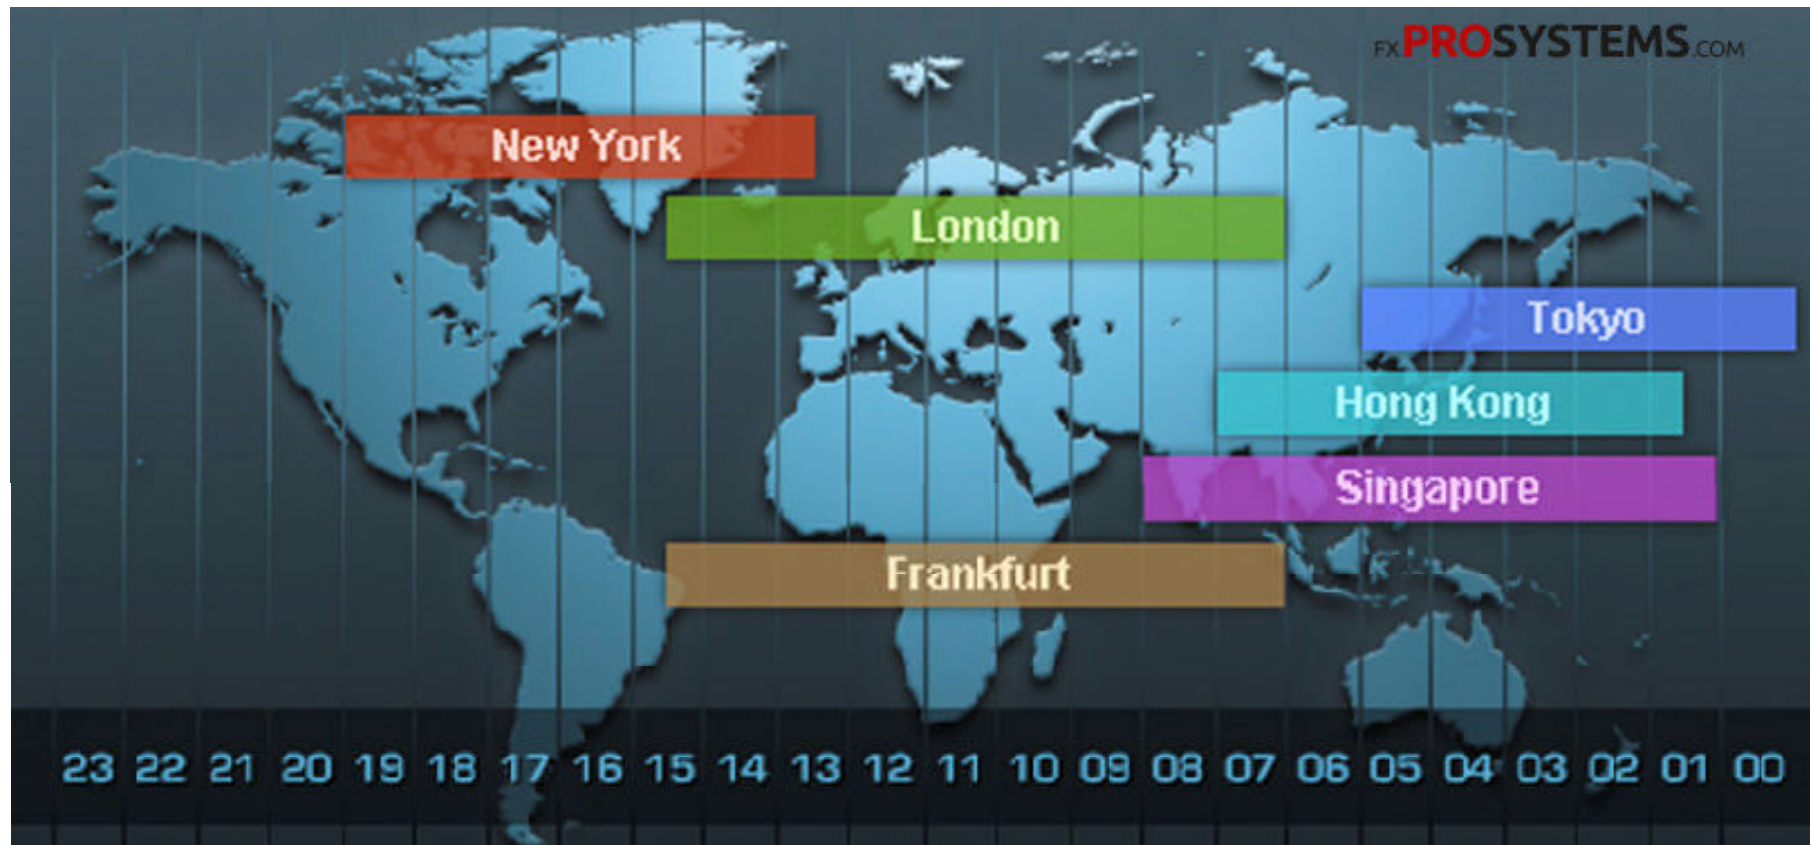 FXPROSYSTEMS.COM
New York
London
Tokyo
Hong Kong
Singapore
Frankfurt
23 22 21 20 19 18 17 16 15 14 13 12 11 10 09 08 07 06 05 04 03 02 01 00